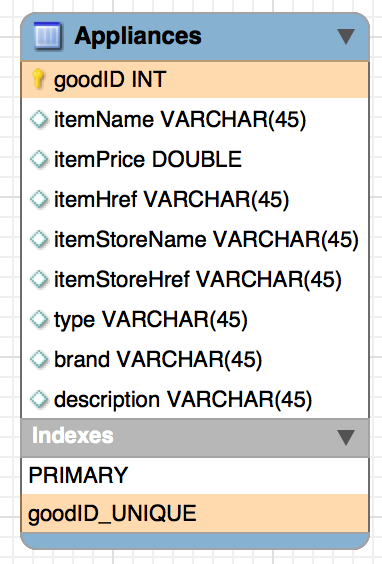 Appliances
goodID INT
itemName VARCHAR(45)
itemPrice DOUBLE
itemHref VARCHAR(45)
itemStoreName VARCHAR(45)
itemStoreHref VARCHAR(45)
type VARCHAR(45)
brand VARCHAR(45)
description VARCHAR(45)
Indexes
PRIMARY
goodID_UNIQUE